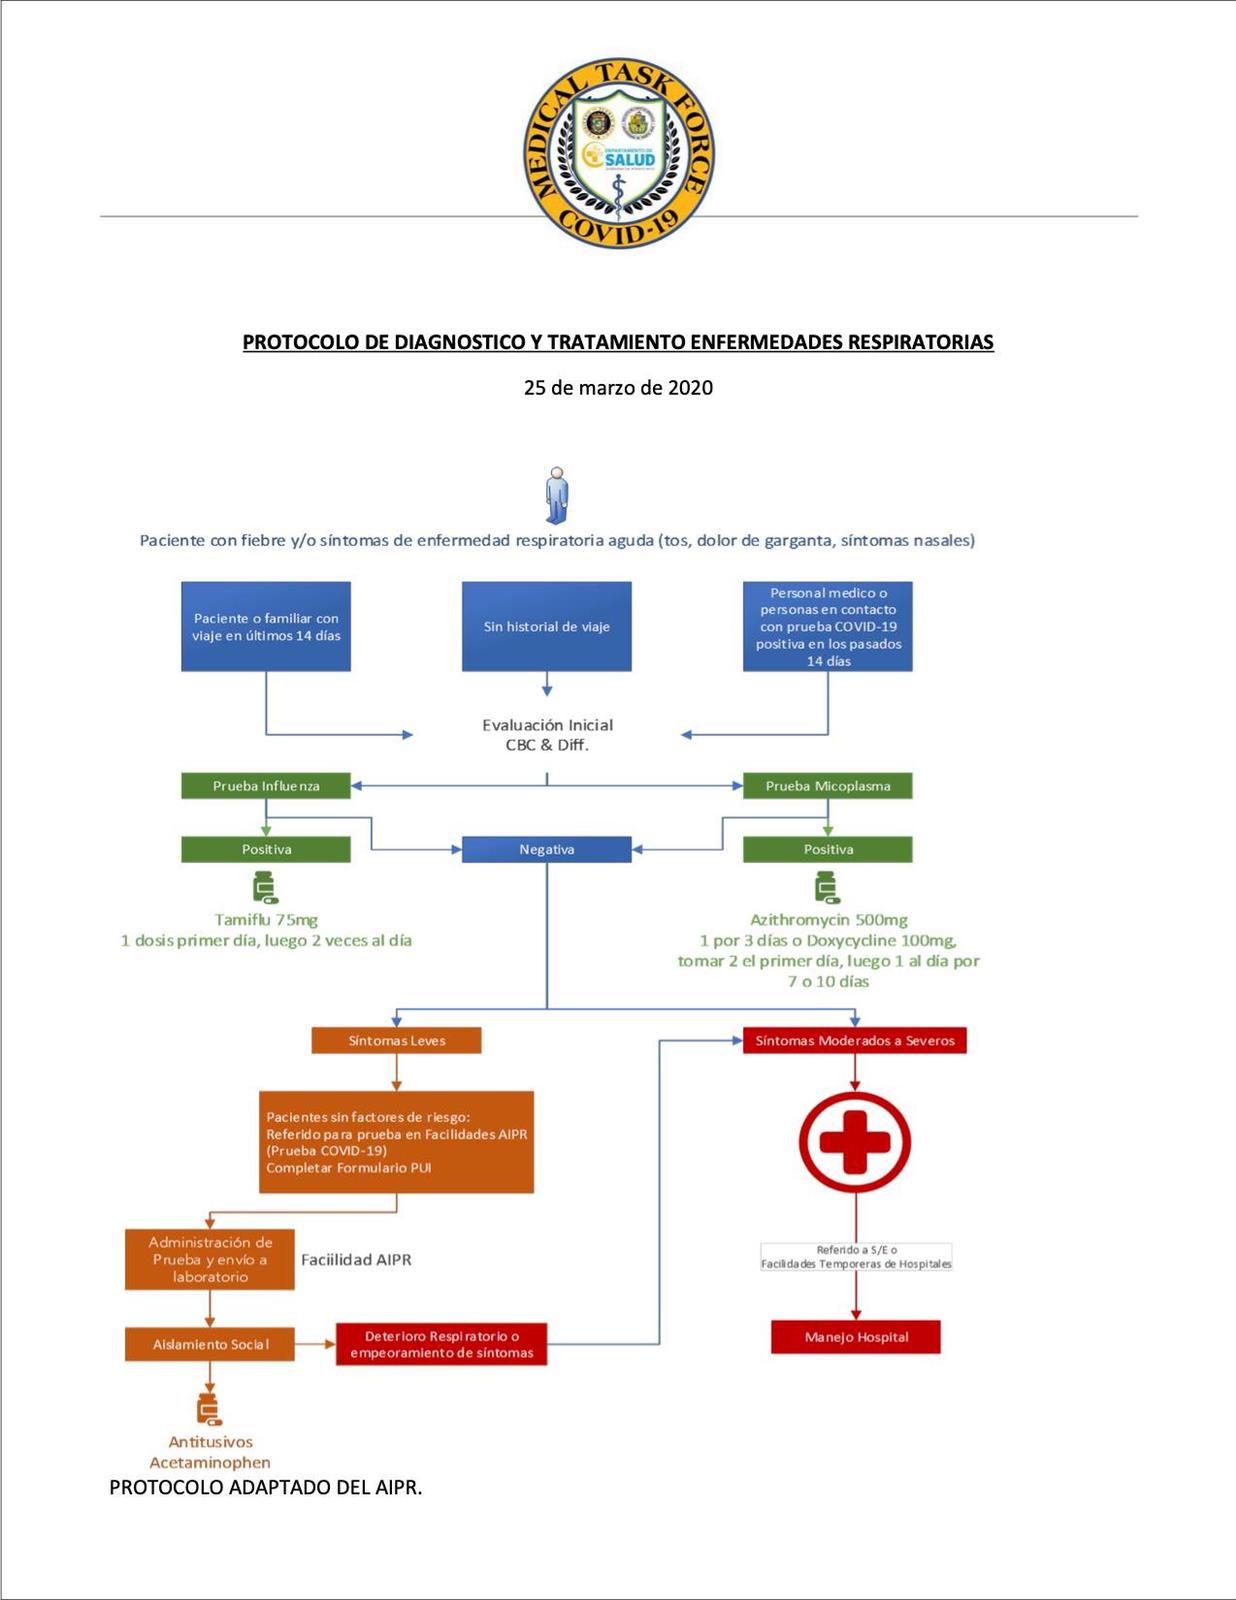 MEDICAL TASK FORCE
DEPARTAMENTO DE
SALUD
COVID-19
PROTOCOLO DE DIAGNOSTICO Y TRATAMIENTO ENFERMEDADES RESPIRATORIAS
25 de marzo de 2020
Paciente con fiebre y/o síntomas de enfermedad respiratoria aguda (tos, dolor de garganta, síntomas nasales)
Paciente o familiar con
viaje en últimos 14 días
Sin historial de viaje
Personal medico o
personas en contacto
con prueba COVID-19
positiva en los pasados
14 días
Evaluación Inicial
CBC & Diff.
Prueba Influenza
Prueba Micoplasma
Positiva
Negativa
Positiva
Tamiflu 75mg
1 dosis primer día, luego 2 veces al día
Azithromycin 500mg
1 por 3 días o Doxycycline 100mg,
tomar 2 el primer día, luego 1 al día por
7 o 10 días
Síntomas Leves
Síntomas Moderados a Severos
Pacientes sin factores de riesgo:
Referido para prueba en Facilidades AIPR
(Prueba COVID-19)
Completar Formulario PUI
Administración de
Prueba y envío a
laboratorio
Faciilidad AIPR
Referido a S/E o
Facilidades Temporeras de Hospitales
Aislamiento Social
Deterioro Respiratorio o
empeoramiento de síntomas
Manejo Hospital
Antitusivos
Acetaminophen
PROTOCOLO ADAPTADO DEL AIPR.